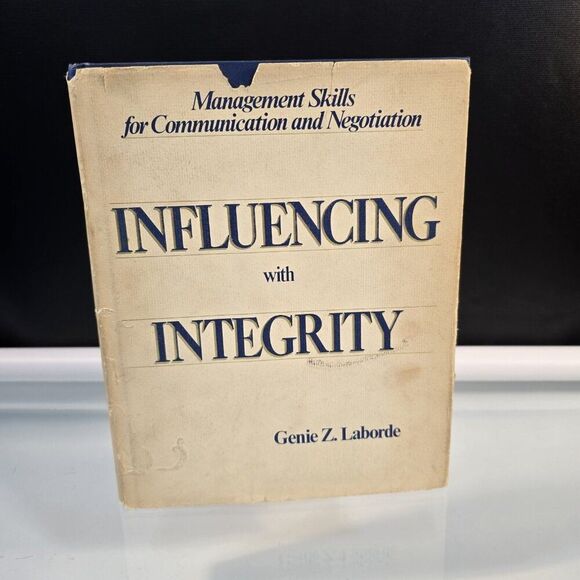 Management Skills
for Communication and Negotiation
INFLUENCING
with
INTEGRITY
Genie Z. Laborde